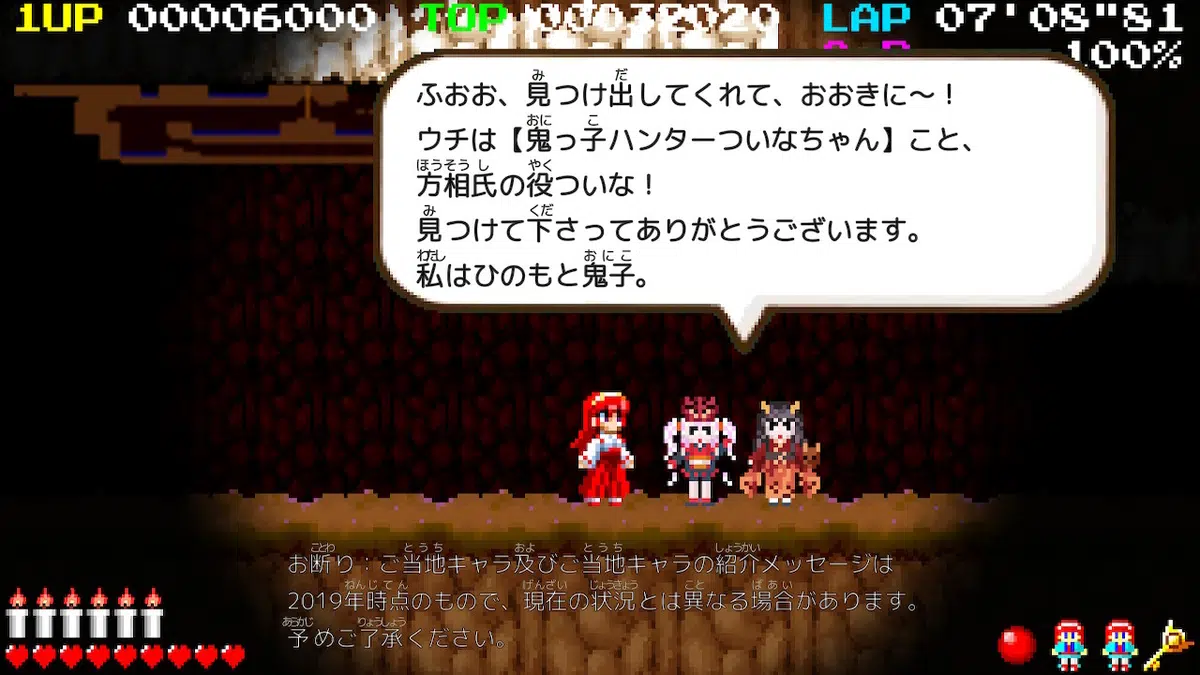 1UP 00006000 TOP 00032020 LAP 07'08"81
100%
ふおお、見つけ出してくれて、おおきに～！
ウチは【鬼っ子ハンターついなちゃん】こと、
方相氏の役ついな！
見つけて下さってありがとうございます。
私はひのもと鬼子。
お断り：ご当地キャラ及びご当地キャラの紹介メッセージは
2019年時点のもので、現在の状況とは異なる場合があります。
予めご了承ください。